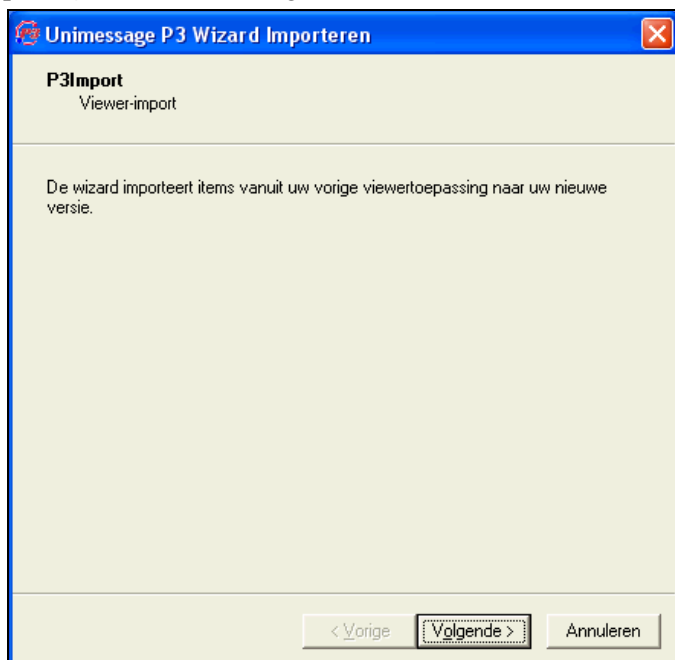 Unimessage P3 Wizard Importeren
P3Import
Viewer-import
De wizard importeert items vanuit uw vorige viewertoepassing naar uw nieuwe
versie.
< Vorige
Volgende >
Annuleren